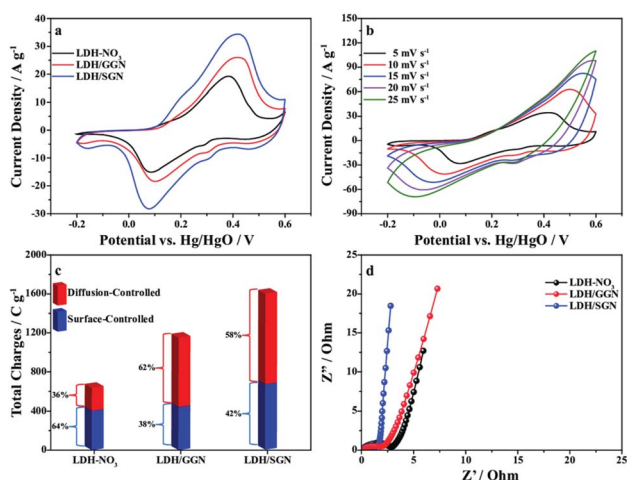 a
LDH-NO3
LDH/GGN
LDH/SGN
Current Density / A g-1
40
30
20
10
0
-10
-20
-30
-0.2
0.0
0.2
0.4
0.6
Potential vs. Hg/HgO / V
b
5 mV s-1
10 mV s-1
15 mV s-1
20 mV s-1
25 mV s-1
Current Density / A g-1
150
120
90
60
30
0
-30
-60
-90
-0.2
0.0
0.2
0.4
0.6
Potential vs. Hg/HgO / V
c
Diffusion-Controlled
Surface-Controlled
Total Charges / C g-1
2000
1600
1200
800
400
0
36%
64%
62%
38%
58%
42%
LDH-NO3
LDH/GGN
LDH/SGN
d
LDH-NO3
LDH/GGN
LDH/SGN
Z'' / Ohm
25
20
15
10
5
0
0
5
10
15
20
25
Z' / Ohm